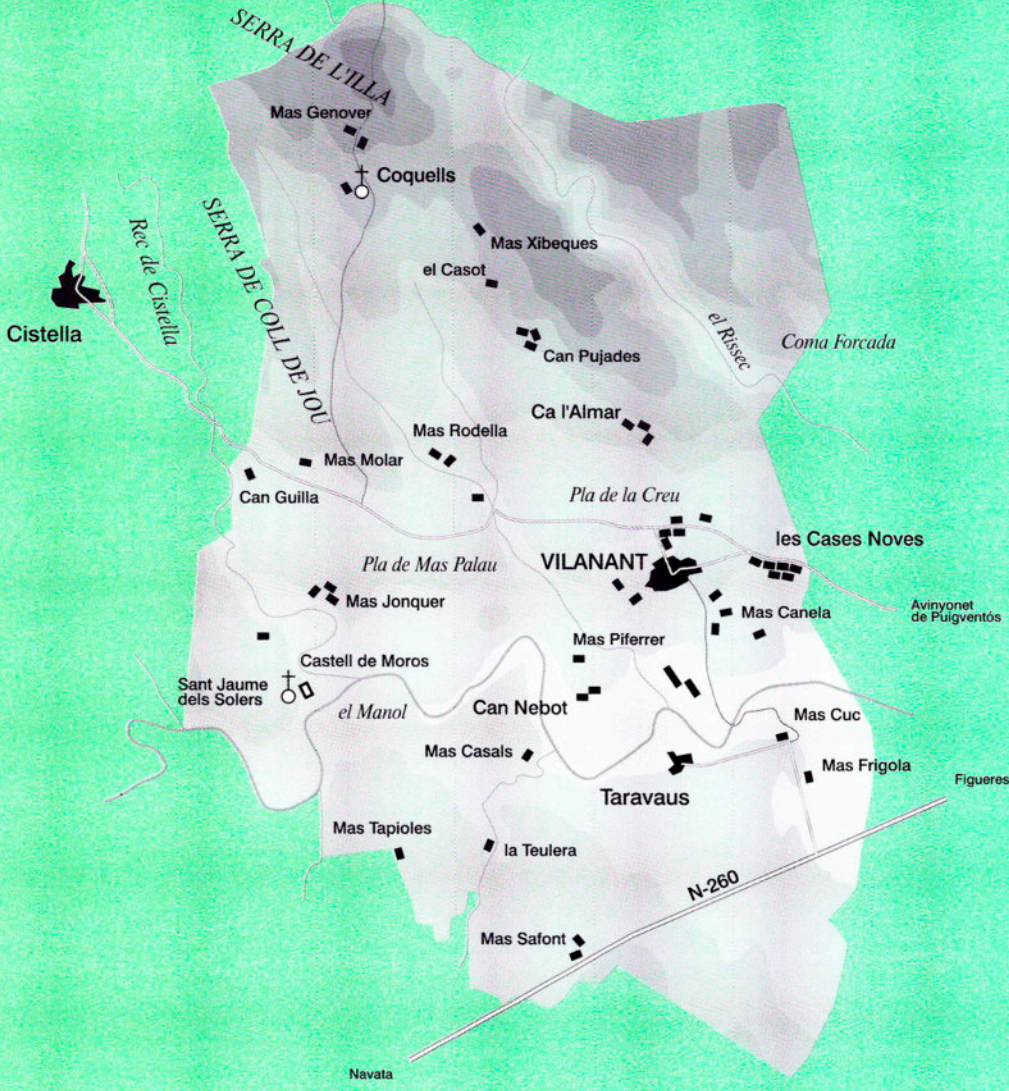 SERRA DE L'ILLA
Mas Genover
Coquells
SERRA DE COLL DE JOU
Rec de Cistella
Mas Xibeques
el Casot
Cistella
el Rissec
Coma Forcada
Can Pujades
Ca l'Almar
Mas Rodella
Mas Molar
Can Guilla
Pla de la Creu
les Cases Noves
VILANANT
Pla de Mas Palau
Mas Jonquer
Avinyonet
de Puigventós
Mas Canela
Mas Piferrer
Castell de Moros
Sant Jaume
dels Solers
el Manol
Can Nebot
Mas Cuc
Mas Casals
Mas Frigola
Figueres
Taravaus
Mas Tapioles
la Teulera
N-260
Mas Safont
Navata